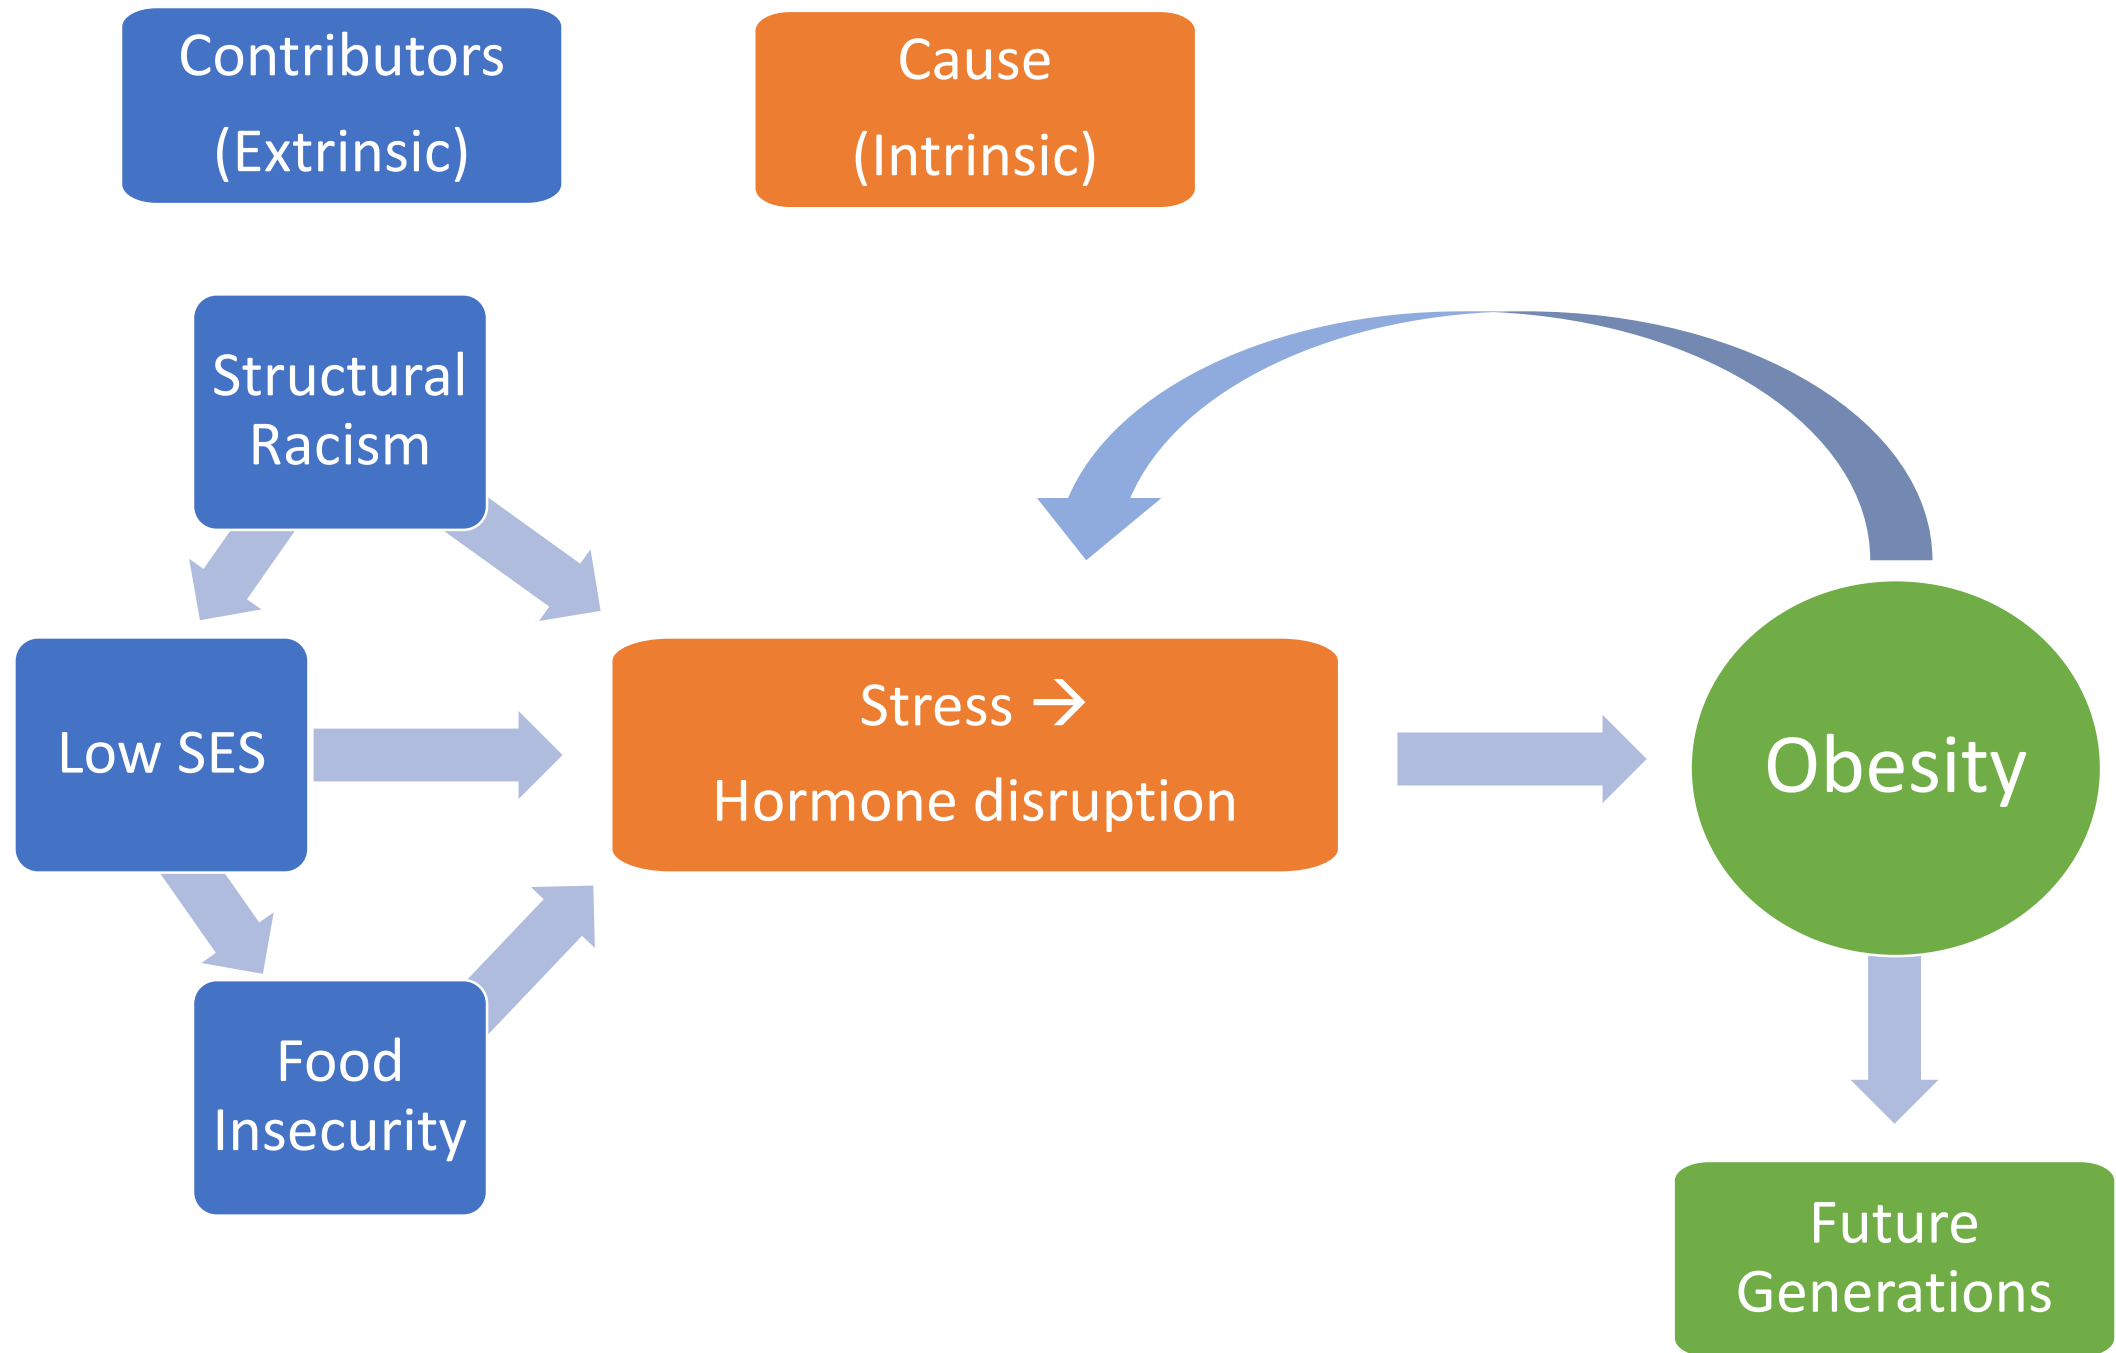 Contributors
(Extrinsic)
Cause
(Intrinsic)
Structural
Racism
Low SES
Stress →
Hormone disruption
Obesity
Food
Insecurity
Future
Generations